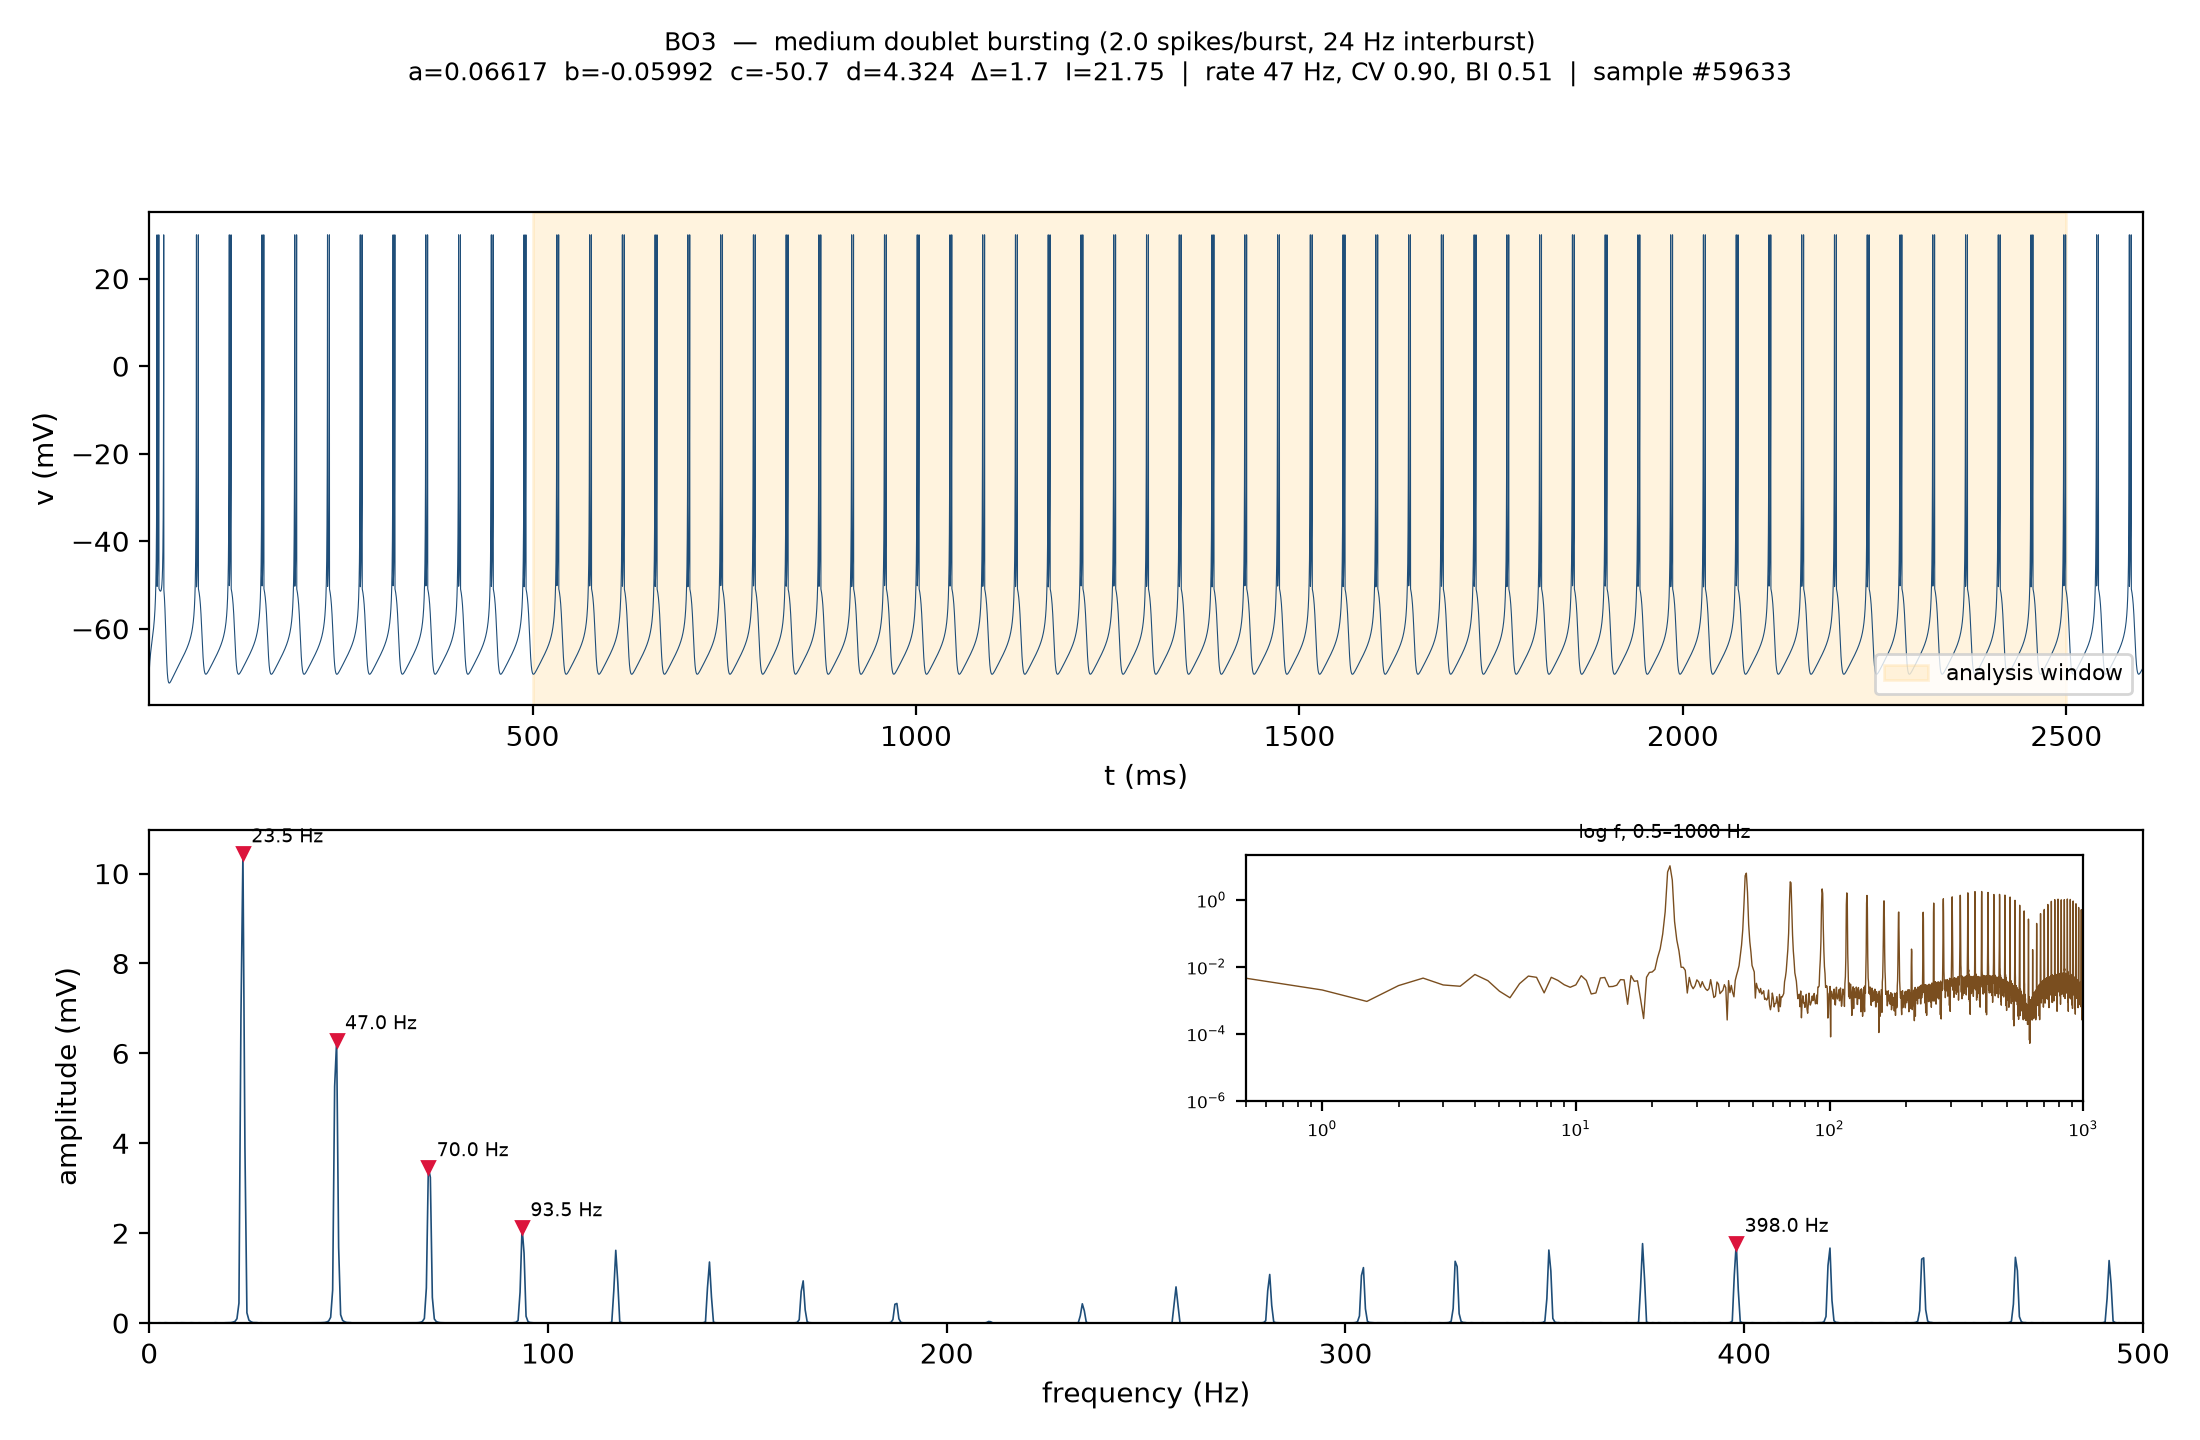 BO3 — medium doublet bursting (2.0 spikes/burst, 24 Hz interburst)
a=0.06617 b=-0.05992 c=-50.7 d=4.324 Δ=1.7 I=21.75 | rate 47 Hz, CV 0.90, BI 0.51 | sample #59633
20
0
−20
−40
−60
v (mV)
500
1000
1500
2000
2500
t (ms)
analysis window
23.5 Hz
47.0 Hz
70.0 Hz
93.5 Hz
398.0 Hz
log f, 0.5–1000 Hz
10⁰
10⁻²
10⁻⁴
10⁻⁶
10⁰
10¹
10²
10³
10
8
6
4
2
0
amplitude (mV)
0
100
200
300
400
500
frequency (Hz)